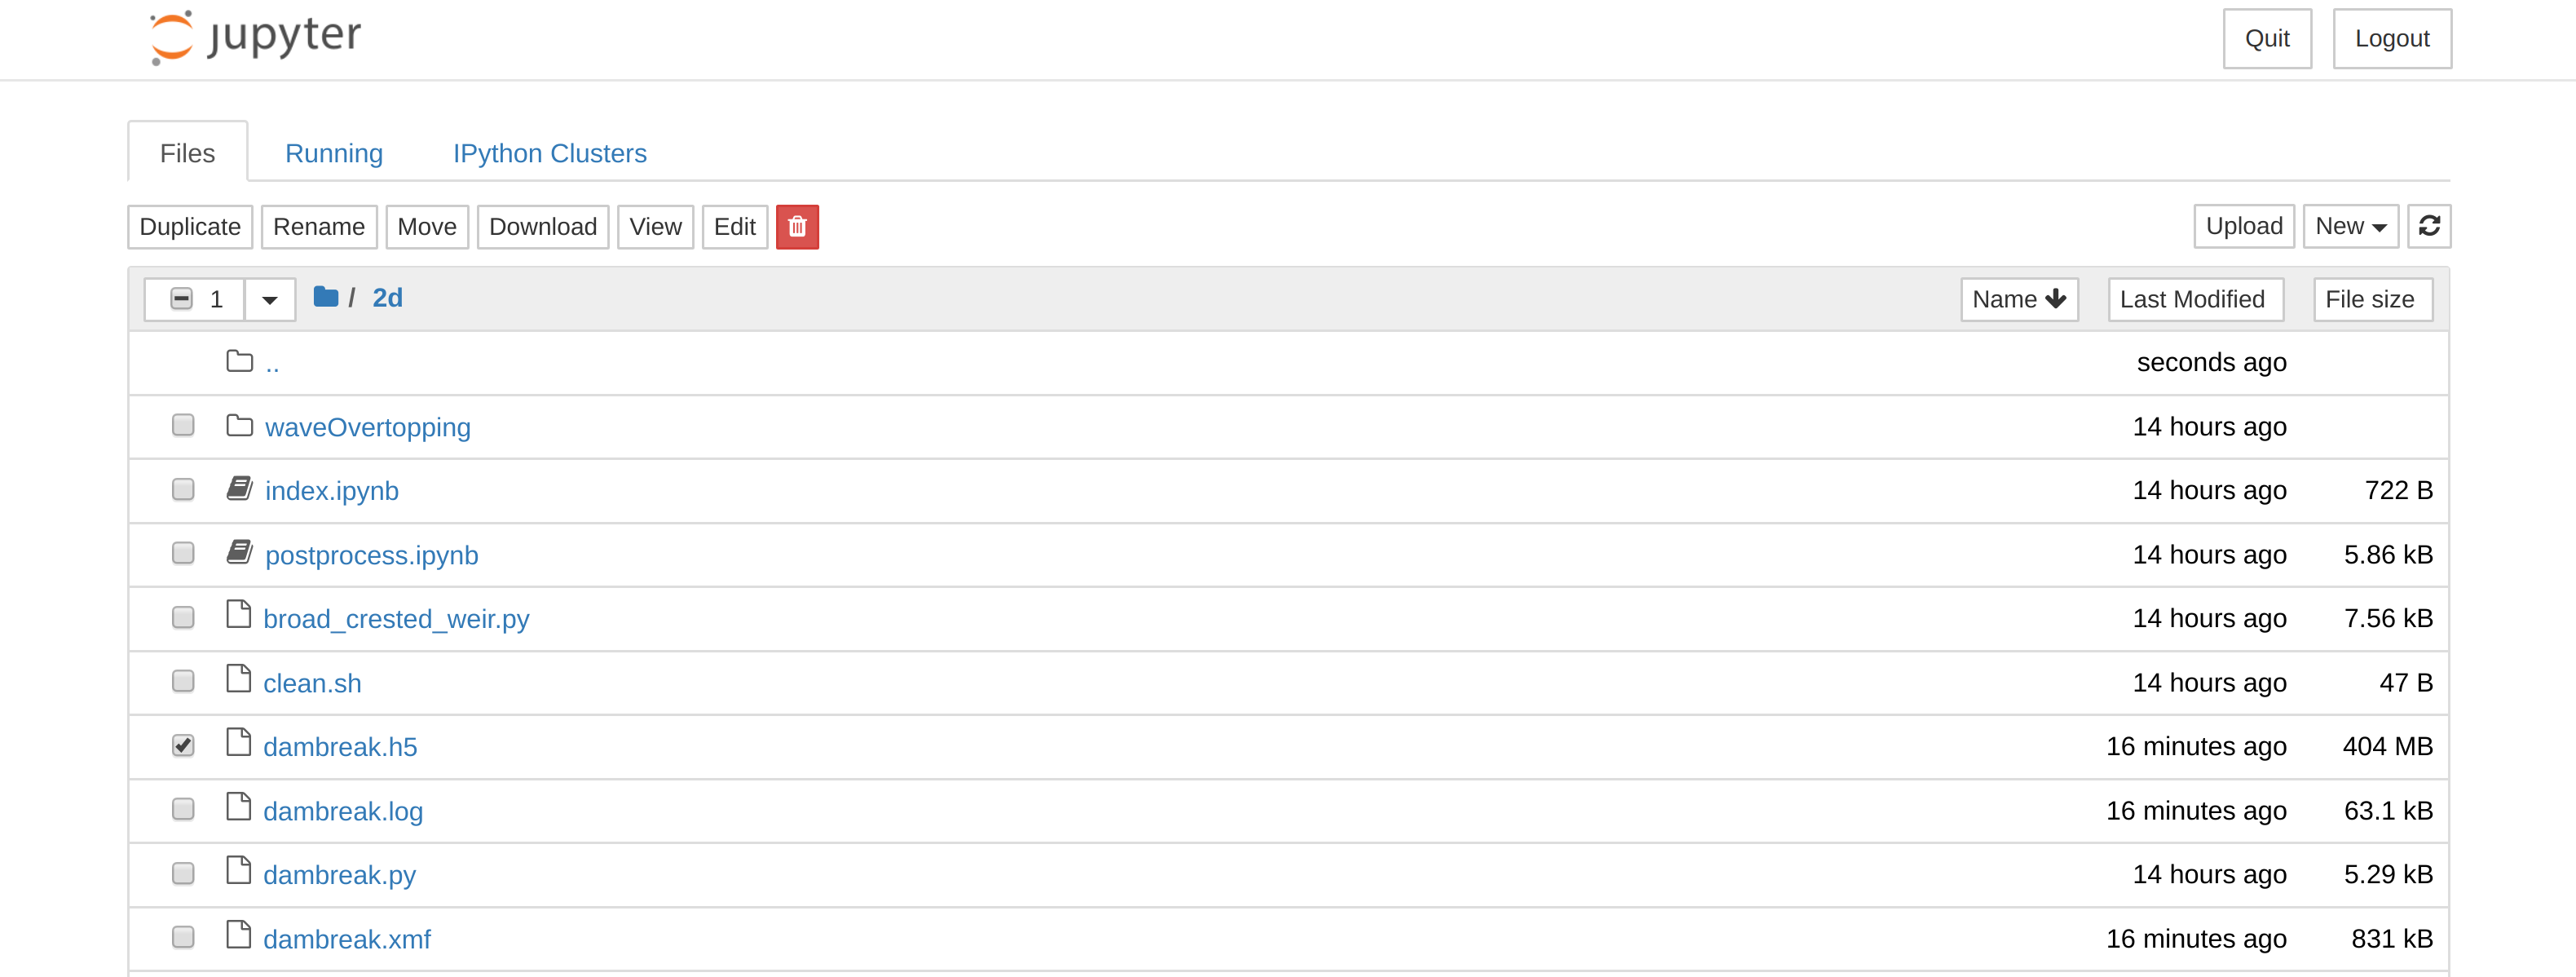 jupyter Quit Logout
Files Running IPython Clusters
Duplicate Rename Move Download View Edit Upload New
1 / 2d Name Last Modified File size
.. seconds ago
waveOvertopping 14 hours ago
index.ipynb 14 hours ago 722 B
postprocess.ipynb 14 hours ago 5.86 kB
broad_crested_weir.py 14 hours ago 7.56 kB
clean.sh 14 hours ago 47 B
dambreak.h5 16 minutes ago 404 MB
dambreak.log 16 minutes ago 63.1 kB
dambreak.py 14 hours ago 5.29 kB
dambreak.xmf 16 minutes ago 831 kB